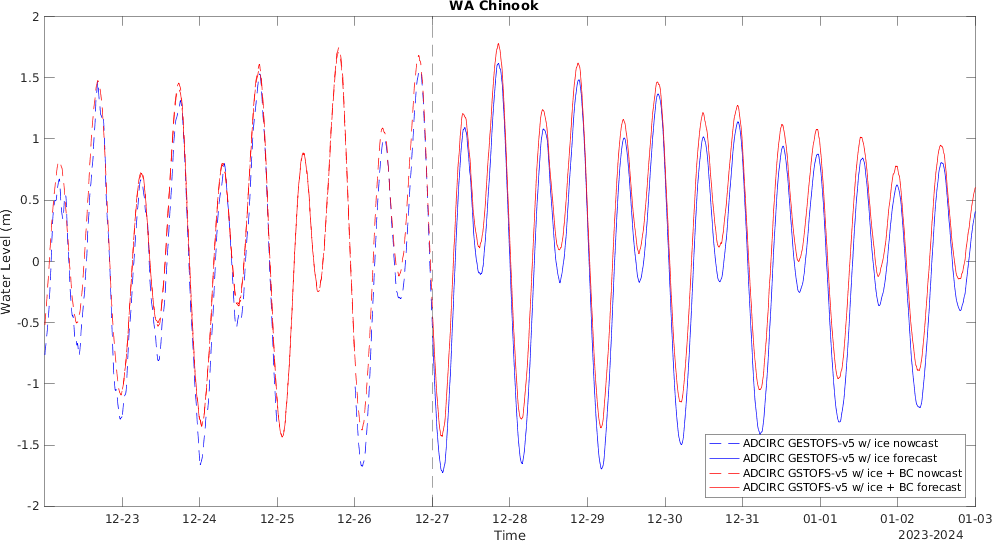 WA Chinook
2
1.5
1
0.5
0
-0.5
-1
-1.5
-2
Water Level (m)
12-23 12-24 12-25 12-26 12-27 12-28 12-29 12-30 12-31 01-01 01-02 01-03
Time
2023-2024
ADCIRC GESTOFS-v5 w/ ice nowcast
ADCIRC GESTOFS-v5 w/ ice forecast
ADCIRC GSTOFS-v5 w/ ice + BC nowcast
ADCIRC GSTOFS-v5 w/ ice + BC forecast